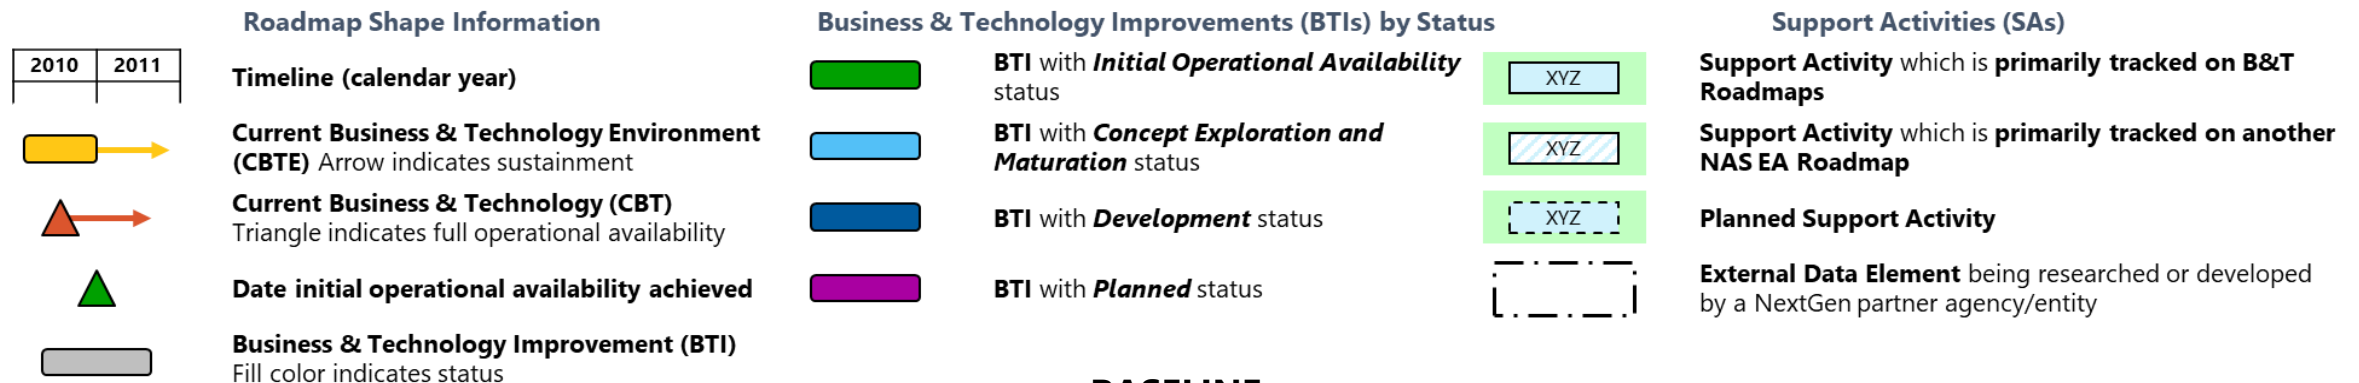 Roadmap Shape Information
2010 2011
Timeline (calendar year)
Current Business & Technology Environment
(CBTE) Arrow indicates sustainment
Current Business & Technology (CBT)
Triangle indicates full operational availability
Date initial operational availability achieved
Business & Technology Improvement (BTI)
Fill color indicates status
Business & Technology Improvements (BTIs) by Status
BTI with Initial Operational Availability
status
BTI with Concept Exploration and
Maturation status
BTI with Development status
BTI with Planned status
Support Activities (SAs)
XYZ
Support Activity which is primarily tracked on B&T
Roadmaps
XYZ
Support Activity which is primarily tracked on another
NAS EA Roadmap
XYZ
Planned Support Activity
External Data Element being researched or developed
by a NextGen partner agency/entity